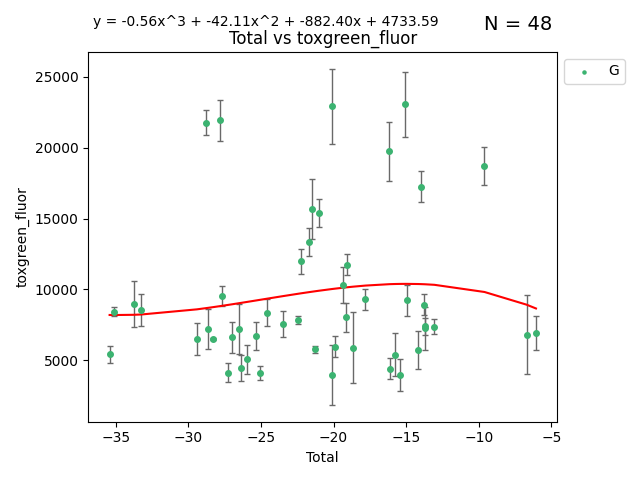 y = -0.56x^3 + -42.11x^2 + -882.40x + 4733.59
N = 48
Total vs toxgreen_fluor
G
toxgreen_fluor
25000
20000
15000
10000
5000
−35
−30
−25
−20
−15
−10
−5
Total